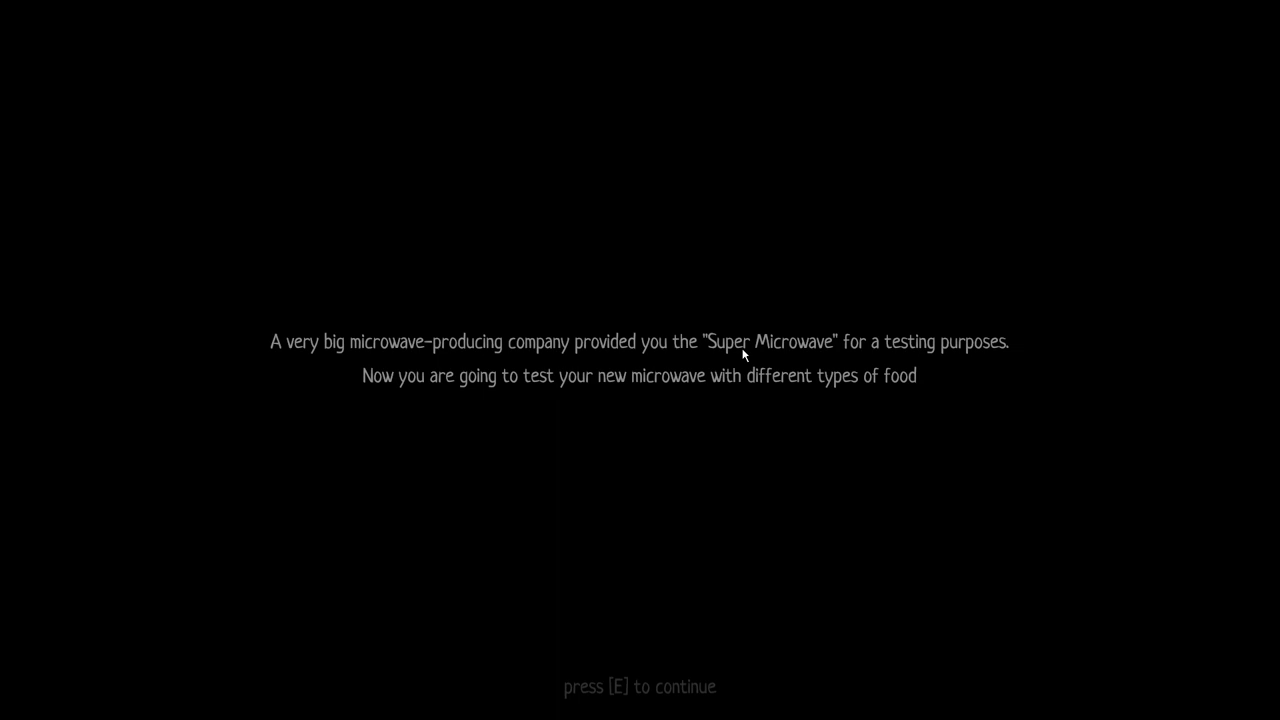 A very big microwave-producing company provided you the "Super Microwave" for a testing purposes.
Now you are going to test your new microwave with different types of food
press [E] to continue